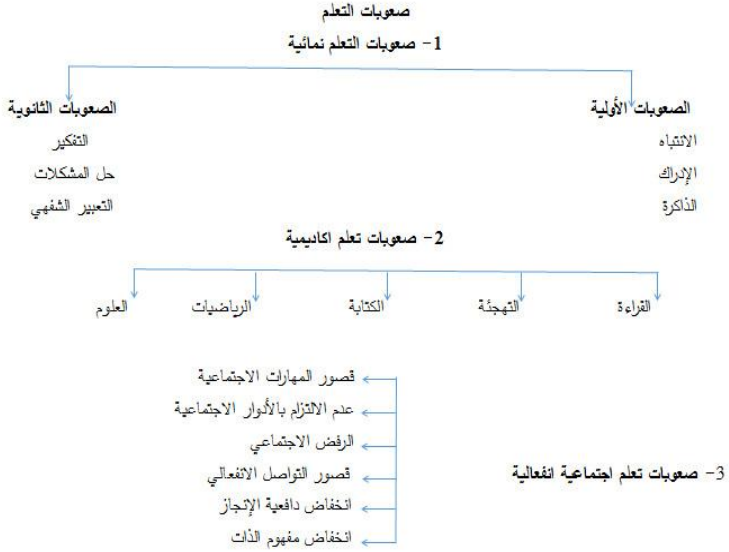 صعوبات التعلم
1- صعوبات التعلم نمائية
الصعوبات الأولية
الانتباه
الإدراك
الذاكرة
الصعوبات الثانوية
التفكير
حل المشكلات
التعبير الشفهي
2- صعوبات تعلم اكاديمية
القراءة
التهجئة
الكتابة
الرياضيات
العلوم
3- صعوبات تعلم اجتماعية انفعالية
قصور المهارات الاجتماعية
عدم الالتزام بالأدوار الاجتماعية
الرفض الاجتماعي
قصور التواصل الانفعالي
انخفاض دافعية الإنجاز
انخفاض مفهوم الذات